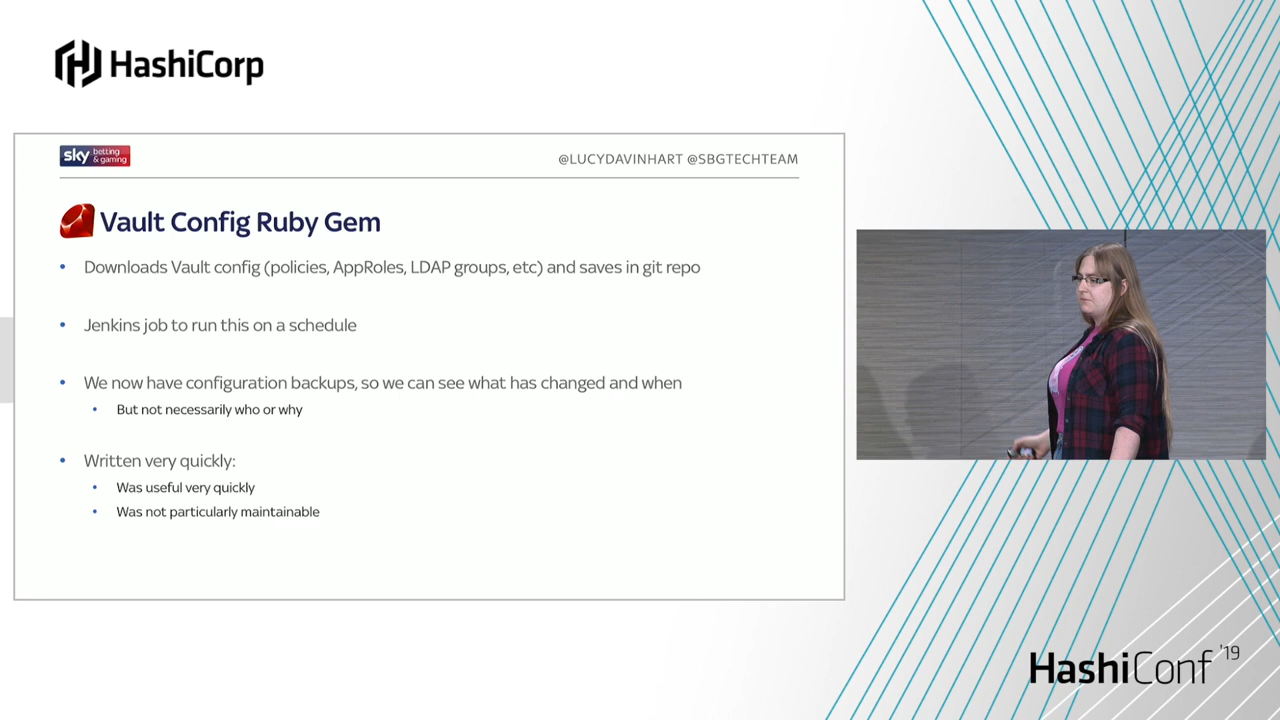 HashiCorp
sky betting & gaming
@LUCYDAVINHART @SBGTECHTEAM
Vault Config Ruby Gem
• Downloads Vault config (policies, AppRoles, LDAP groups, etc) and saves in git repo
• Jenkins job to run this on a schedule
• We now have configuration backups, so we can see what has changed and when
• But not necessarily who or why
• Written very quickly:
• Was useful very quickly
• Was not particularly maintainable
HashiConf '19